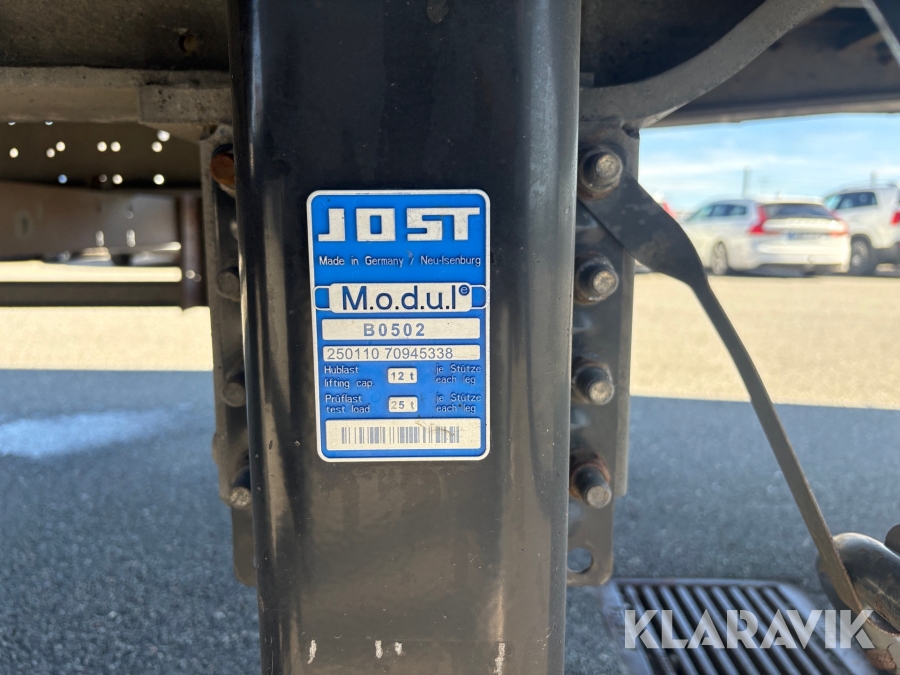 JOST
Made in Germany / Neu-Isenburg
M.o.d.u.l®
B0502
250110 70945338
Hublast
lifting cap. 12 t je Stütze
each leg
Prüflast
test load 25 t je Stütze
each leg
KLARAVIK